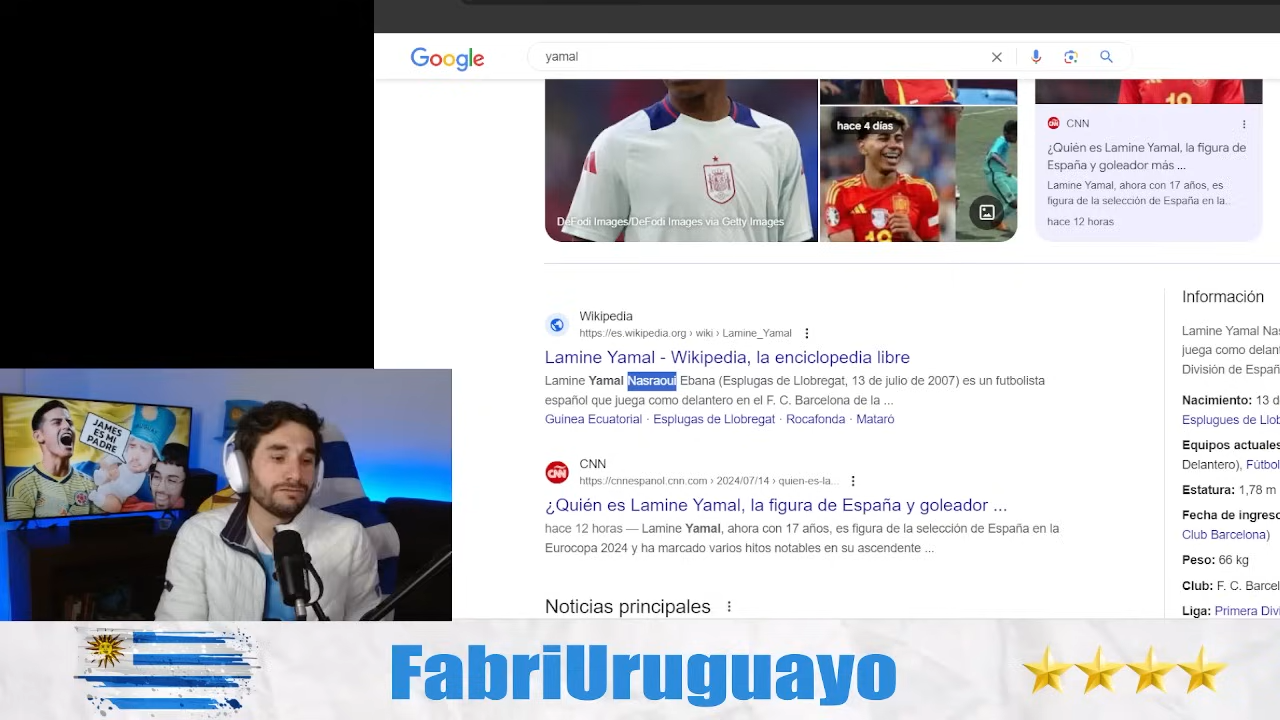 Google
yamal
DeFodi Images/DeFodi Images via Getty Images
hace 4 días
CNN
¿Quién es Lamine Yamal, la figura de
España y goleador más ...
Lamine Yamal, ahora con 17 años, es
figura de la selección de España en la...
hace 12 horas
Wikipedia
https://es.wikipedia.org › wiki › Lamine_Yamal
Lamine Yamal - Wikipedia, la enciclopedia libre
Lamine Yamal Nasraoui Ebana (Esplugas de Llobregat, 13 de julio de 2007) es un futbolista
español que juega como delantero en el F. C. Barcelona de la ...
Guinea Ecuatorial · Esplugas de Llobregat · Rocafonda · Mataró
CNN
CNN
https://cnnespanol.cnn.com › 2024/07/14 › quien-es-la...
¿Quién es Lamine Yamal, la figura de España y goleador ...
hace 12 horas — Lamine Yamal, ahora con 17 años, es figura de la selección de España en la
Eurocopa 2024 y ha marcado varios hitos notables en su ascendente ...
Noticias principales
Información
Lamine Yamal Nas
juega como delant
División de Españ
Nacimiento: 13 d
Esplugues de Llob
Equipos actuales
Delantero), Fútbo
Estatura: 1,78 m
Fecha de ingreso
Club Barcelona)
Peso: 66 kg
Club: F. C. Barcel
Liga: Primera Divi
JAMES
ES MI
PADRE
FabriUruguayo